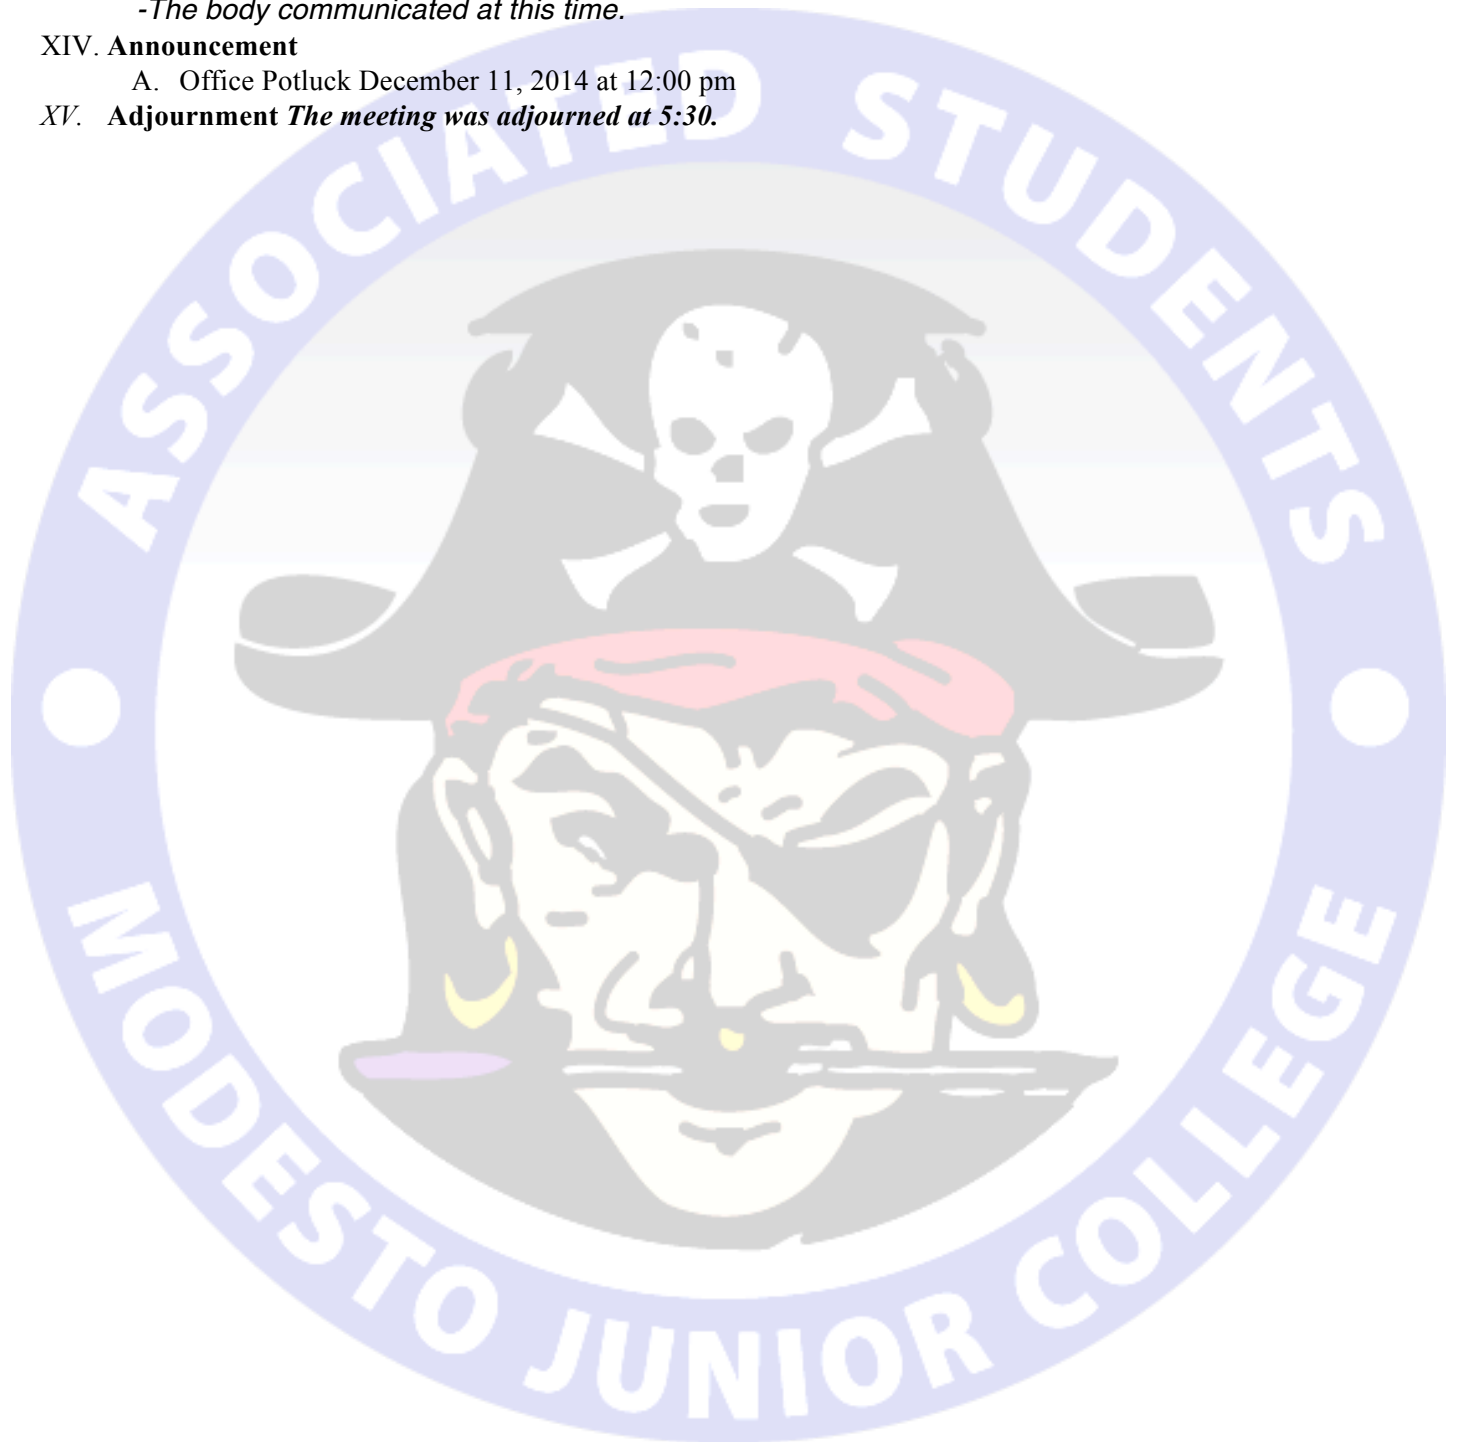 -The body communicated at this time.
XIV. Announcement
A. Office Potluck December 11, 2014 at 12:00 pm
XV. Adjournment The meeting was adjourned at 5:30.
ASSOCIATED STUDENTS
MODESTO JUNIOR COLLEGE